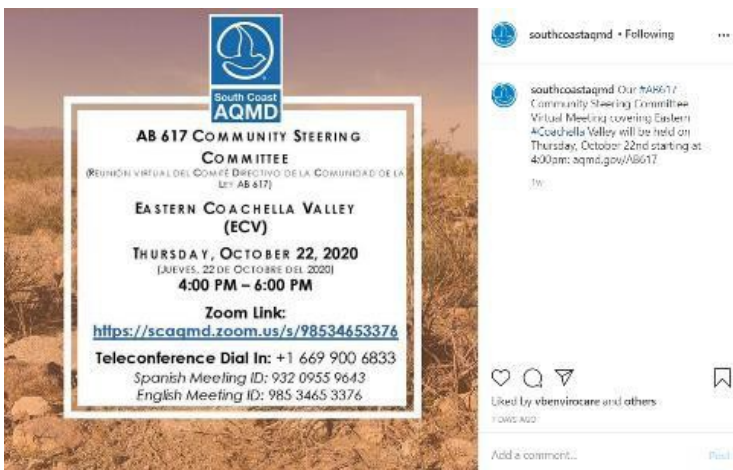 South Coast
AQMD
AB 617 COMMUNITY STEERING
COMMITTEE
(REUNIÓN VIRTUAL DEL COMITÉ DIRECTIVO DE LA COMUNIDAD DE LA
LEY AB 617)
EASTERN COACHELLA VALLEY
(ECV)
THURSDAY, OCTOBER 22, 2020
(JUEVES, 22 DE OCTOBRE DEL 2020)
4:00 PM – 6:00 PM
Zoom Link:
https://scaqmd.zoom.us/s/98534653376
Teleconference Dial In: +1 669 900 6833
Spanish Meeting ID: 932 0955 9643
English Meeting ID: 985 3465 3376
southcoastaqmd • Following
southcoastaqmd Our #AB617
Community Steering Committee
Virtual Meeting covering Eastern
#Coachella Valley will be held on
Thursday, October 22nd starting at
4:00pm: aqmd.gov/AB617
1w
Liked by vbenvirocare and others
7 DAYS AGO
Add a comment...
Post